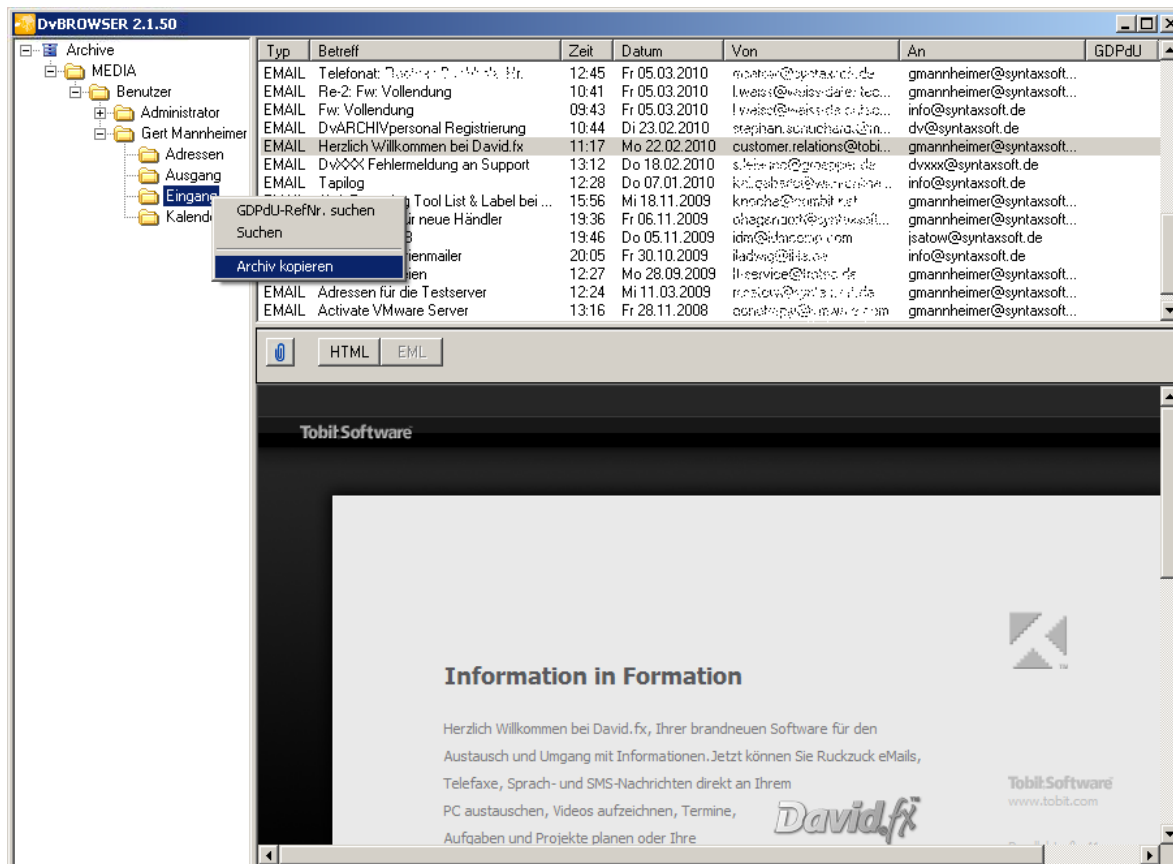 DvBROWSER 2.1.50
Archive
MEDIA
Benutzer
Administrator
Gert Mannheimer
Adressen
Ausgang
Eingang
Kalend
GDPdU-RefNr. suchen
Suchen
Archiv kopieren
Typ Betreff Zeit Datum Von An GDPdU
EMAIL Telefonat: 12:45 Fr 05.03.2010 gmannheimer@syntaxsoft...
EMAIL Re-2: Fw: Vollendung 10:41 Fr 05.03.2010 gmannheimer@syntaxsoft...
EMAIL Fw: Vollendung 09:43 Fr 05.03.2010 info@syntaxsoft.de
EMAIL DvARCHIVpersonal Registrierung 10:44 Di 23.02.2010 dv@syntaxsoft.de
EMAIL Herzlich Willkommen bei David.fx 11:17 Mo 22.02.2010 customer.relations@tobi... gmannheimer@syntaxsoft...
EMAIL DvXXX Fehlermeldung an Support 13:12 Do 18.02.2010 dvxxx@syntaxsoft.de
EMAIL Tapilog 12:28 Do 07.01.2010 info@syntaxsoft.de
g Tool List & Label bei ... 15:56 Mi 18.11.2009 gmannheimer@syntaxsoft...
ür neue Händler 19:36 Fr 06.11.2009 gmannheimer@syntaxsoft...
19:46 Do 05.11.2009 jsatow@syntaxsoft.de
rienmailer 20:05 Fr 30.10.2009 info@syntaxsoft.de
eien 12:27 Mo 28.09.2009 gmannheimer@syntaxsoft...
EMAIL Adressen für die Testserver 12:24 Mi 11.03.2009 gmannheimer@syntaxsoft...
EMAIL Activate VMware Server 13:16 Fr 28.11.2008 gmannheimer@syntaxsoft...
HTML EML
Tobit Software
Information in Formation
Herzlich Willkommen bei David.fx, Ihrer brandneuen Software für den
Austausch und Umgang mit Informationen.Jetzt können Sie Ruckzuck eMails,
Telefaxe, Sprach- und SMS-Nachrichten direkt an Ihrem
PC austauschen, Videos aufzeichnen, Termine,
Aufgaben und Projekte planen oder Ihre
David.fx™
Tobit Software
www.tobit.com